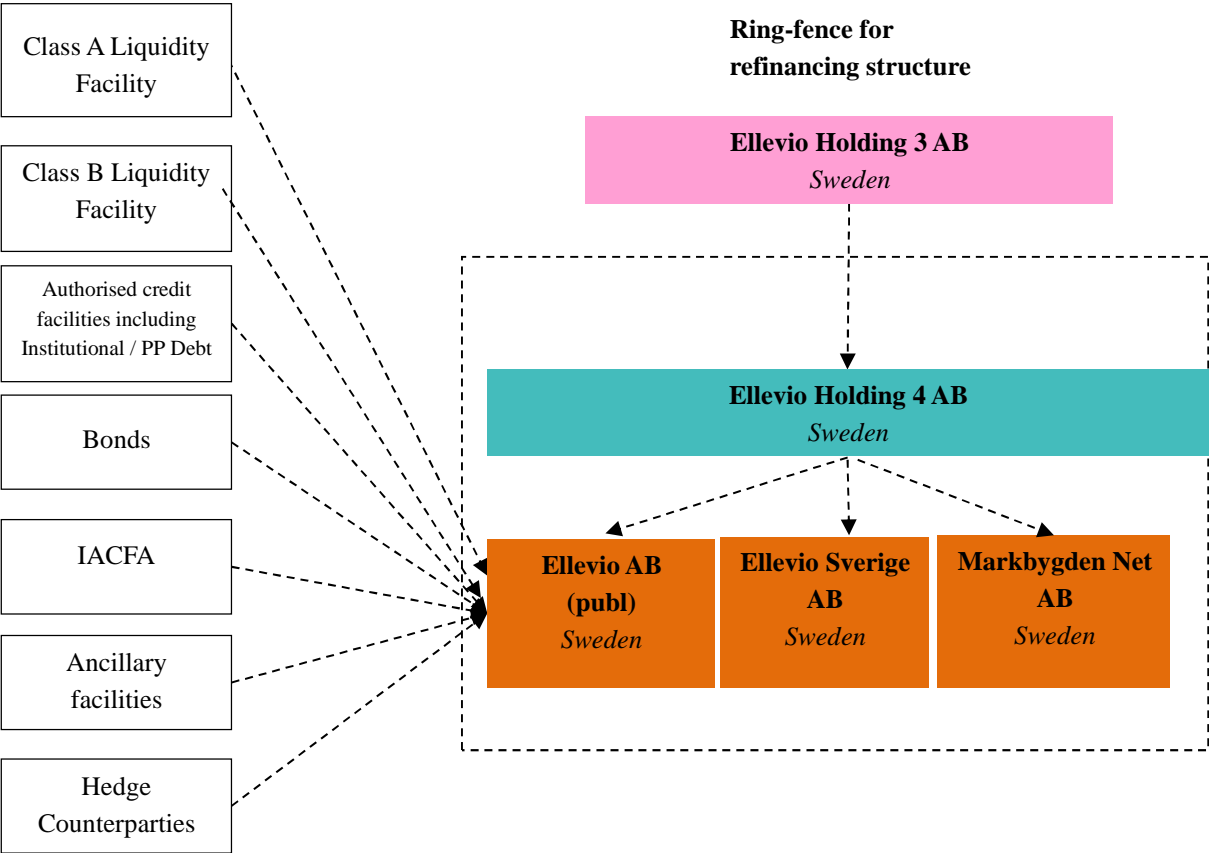 Class A Liquidity
Facility
Class B Liquidity
Facility
Authorised credit
facilities including
Institutional / PP Debt
Bonds
IACFA
Ancillary
facilities
Hedge
Counterparties
Ring-fence for
refinancing structure
Ellevio Holding 3 AB
Sweden
Ellevio Holding 4 AB
Sweden
Ellevio AB
(publ)
Sweden
Ellevio Sverige
AB
Sweden
Markbygden Net
AB
Sweden